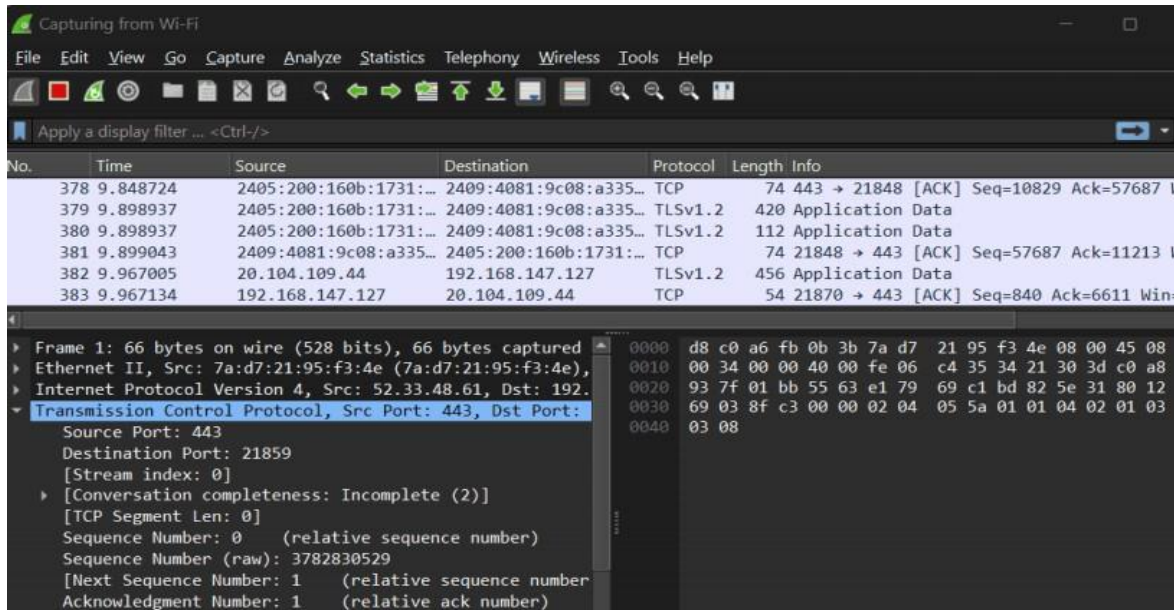 Capturing from Wi-Fi
File Edit View Go Capture Analyze Statistics Telephony Wireless Tools Help
Apply a display filter ... <Ctrl-/>
No. Time Source Destination Protocol Length Info
378 9.848724 2405:200:160b:1731:… 2409:4081:9c08:a335… TCP 74 443 → 21848 [ACK] Seq=10829 Ack=57687
379 9.898937 2405:200:160b:1731:… 2409:4081:9c08:a335… TLSv1.2 420 Application Data
380 9.898937 2409:4081:9c08:a335… TLSv1.2 112 Application Data
381 9.899043 2409:4081:9c08:a335… 2405:200:160b:1731:… TCP 74 21848 → 443 [ACK] Seq=57687 Ack=11213
382 9.967005 20.104.109.44 192.168.147.127 TLSv1.2 456 Application Data
383 9.967134 192.168.147.127 20.104.109.44 TCP 54 21870 → 443 [ACK] Seq=840 Ack=6611 Win=
Frame 1: 66 bytes on wire (528 bits), 66 bytes captured
Ethernet II, Src: 7a:d7:21:95:f3:4e (7a:d7:21:95:f3:4e),
Internet Protocol Version 4, Src: 52.33.48.61, Dst: 192.
Transmission Control Protocol, Src Port: 443, Dst Port:
Source Port: 443
Destination Port: 21859
[Stream index: 0]
[Conversation completeness: Incomplete (2)]
[TCP Segment Len: 0]
Sequence Number: 0 (relative sequence number)
Sequence Number (raw): 3782830529
[Next Sequence Number: 1 (relative sequence number
Acknowledgment Number: 1 (relative ack number)
0000 d8 c0 a6 fb 0b 3b 7a d7 21 95 f3 4e 08 00 45 08
0010 00 34 00 00 40 00 fe 06 c4 35 34 21 30 3d c0 a8
0020 93 7f 01 bb 55 63 e1 79 69 c1 bd 82 5e 31 80 12
0030 69 03 8f c3 00 00 02 04 05 5a 01 01 04 02 01 03
0040 03 08